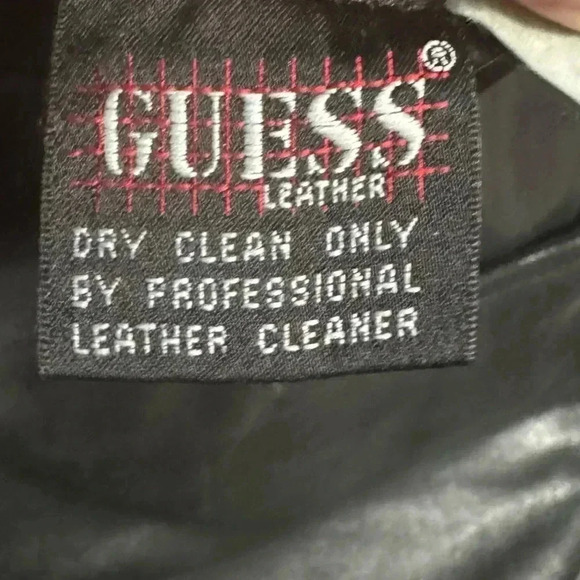 GUESS®
LEATHER
DRY CLEAN ONLY
BY PROFESSIONAL
LEATHER CLEANER